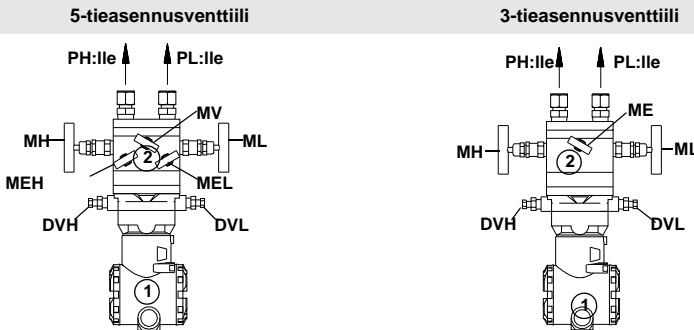 5-tieasennusventtiili
3-tieasennusventtiili
PH:lle PL:lle
MV
MH ML
2
MEH MEL
DVH DVL
1
PH:lle PL:lle
ME
MH ML
2
DVH DVL
1